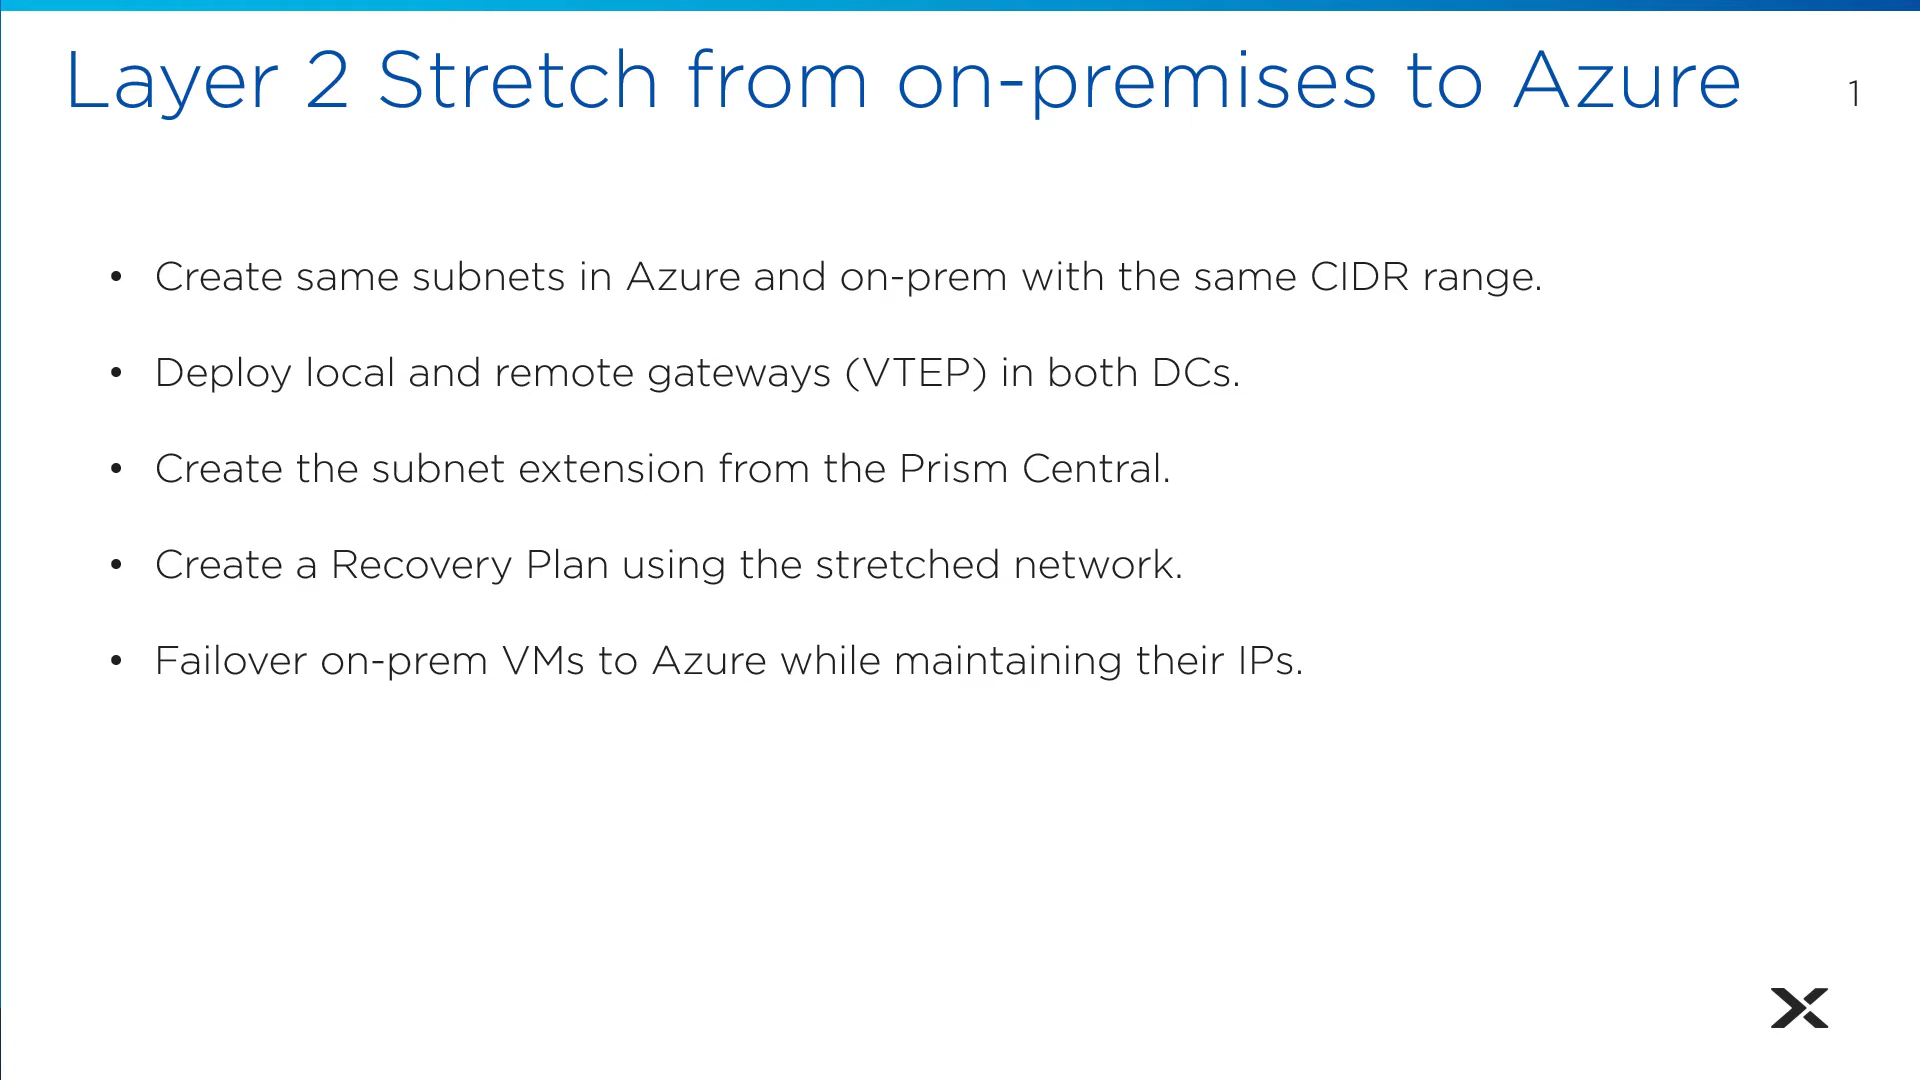 Layer 2 Stretch from on-premises to Azure
1
• Create same subnets in Azure and on-prem with the same CIDR range.
• Deploy local and remote gateways (VTEP) in both DCs.
• Create the subnet extension from the Prism Central.
• Create a Recovery Plan using the stretched network.
• Failover on-prem VMs to Azure while maintaining their IPs.